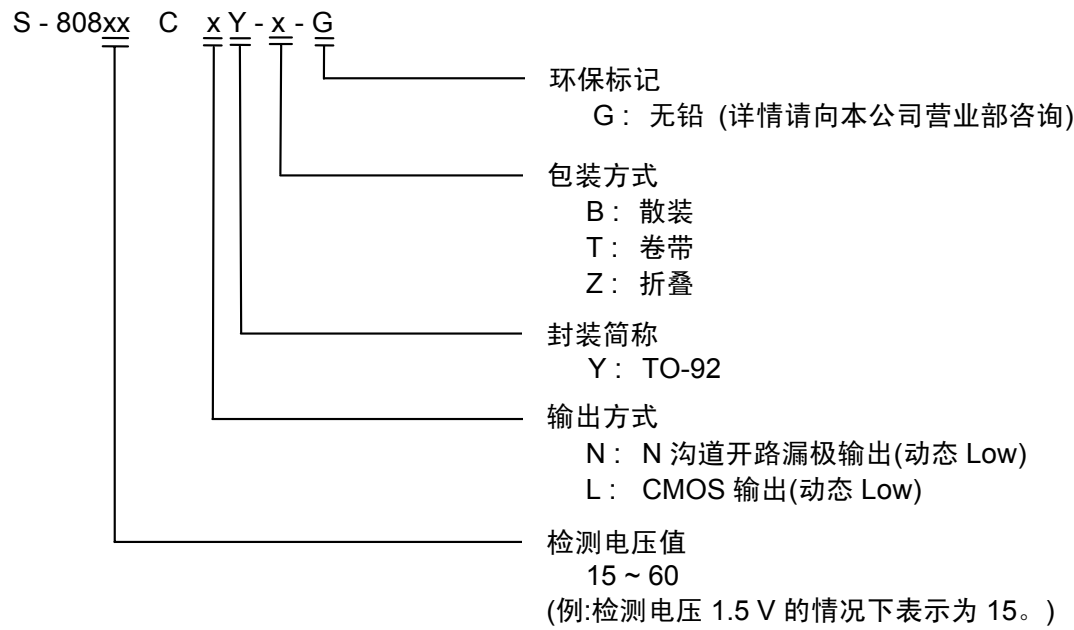 S - 808xx C x Y - x - G
环保标记
G : 无铅 (详情请向本公司营业部咨询)
包装方式
B : 散装
T : 卷带
Z : 折叠
封装简称
Y : TO-92
输出方式
N : N 沟道开路漏极输出(动态 Low)
L : CMOS 输出(动态 Low)
检测电压值
15 ~ 60
(例:检测电压 1.5 V 的情况下表示为 15。)